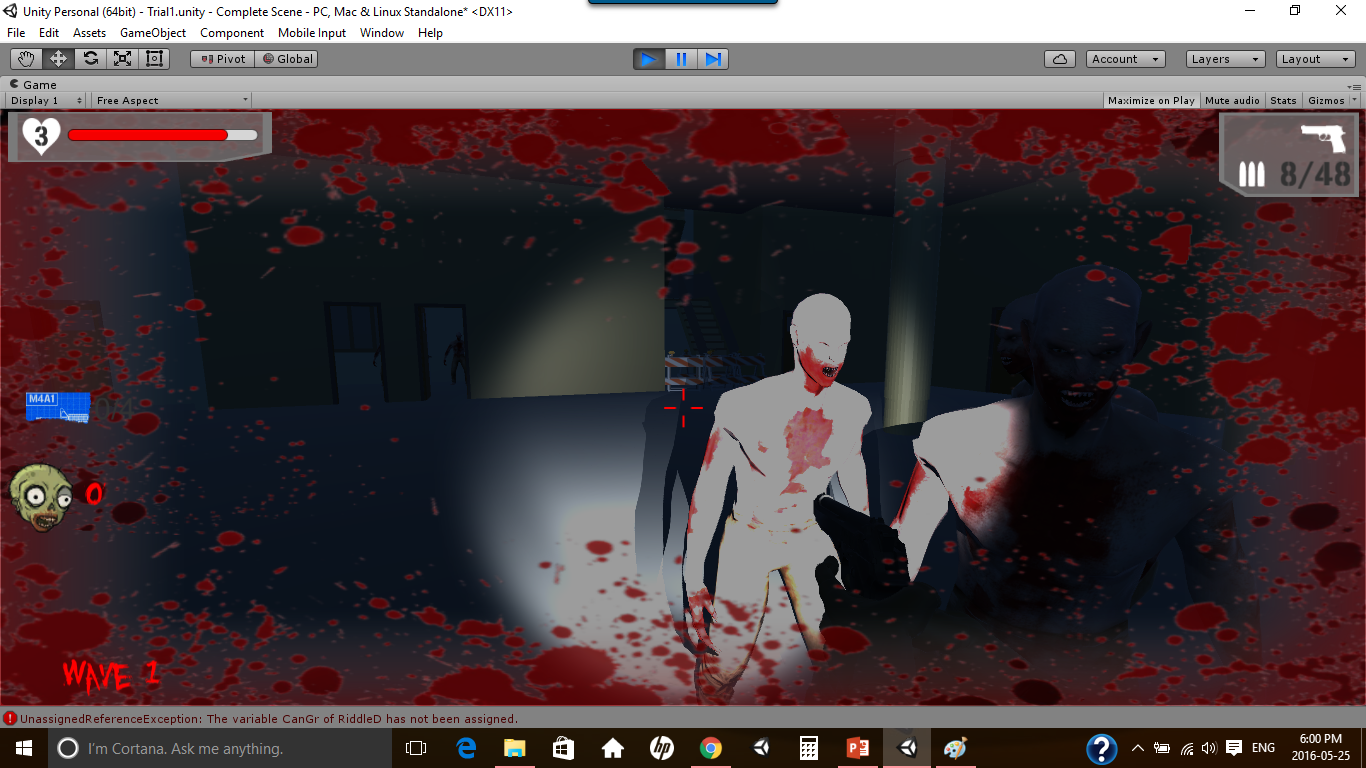 Unity Personal (64bit) - Trial1.unity - Complete Scene - PC, Mac & Linux Standalone* <DX11>
File Edit Assets GameObject Component Mobile Input Window Help
Pivot Global Account Layers Layout
Game
Display 1 Free Aspect Maximize on Play Mute audio Stats Gizmos
3
8/48
M4A1
0
WAVE 1
UnassignedReferenceException: The variable CanGr of RiddleD has not been assigned.
I'm Cortana. Ask me anything.
hp
ENG
6:00 PM
2016-05-25